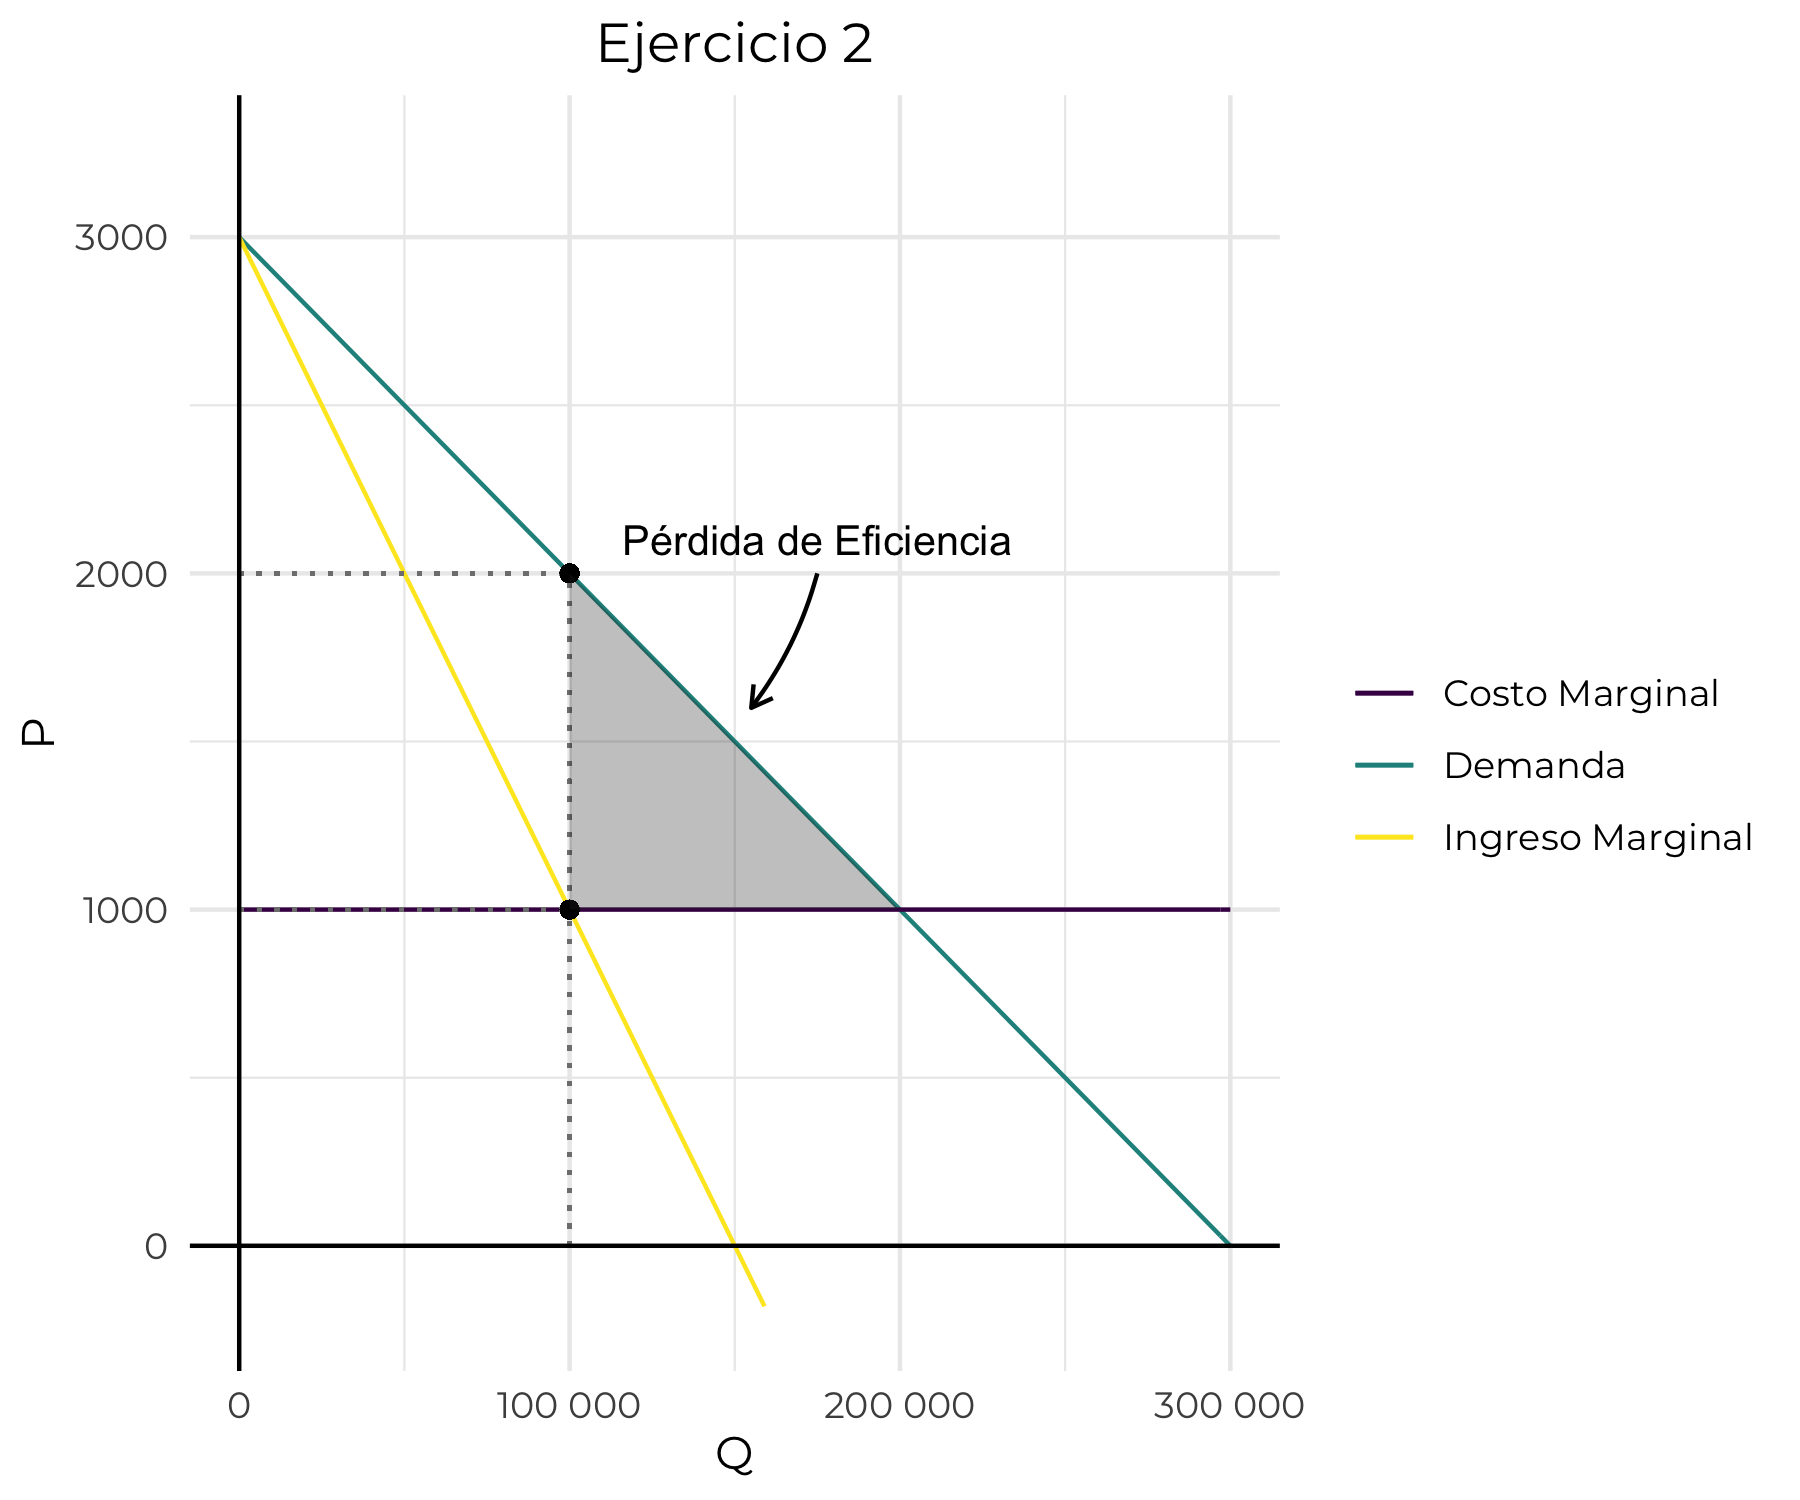 Ejercicio 2
3000
2000
1000
0
P
Pérdida de Eficiencia
Costo Marginal
Demanda
Ingreso Marginal
0 100 000 200 000 300 000
Q